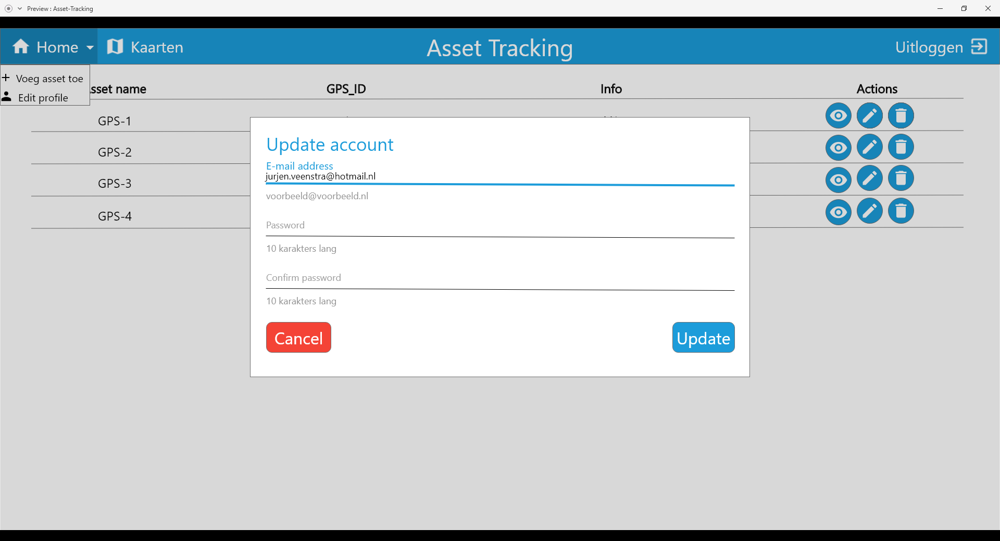 Preview : Asset-Tracking
Home
Kaarten
Asset Tracking
Uitloggen
Voeg asset toe
Edit profile
sset name
GPS_ID
Info
Actions
GPS-1
GPS-2
GPS-3
GPS-4
Update account
E-mail address
jurjen.veenstra@hotmail.nl
voorbeeld@voorbeeld.nl
Password
10 karakters lang
Confirm password
10 karakters lang
Cancel
Update